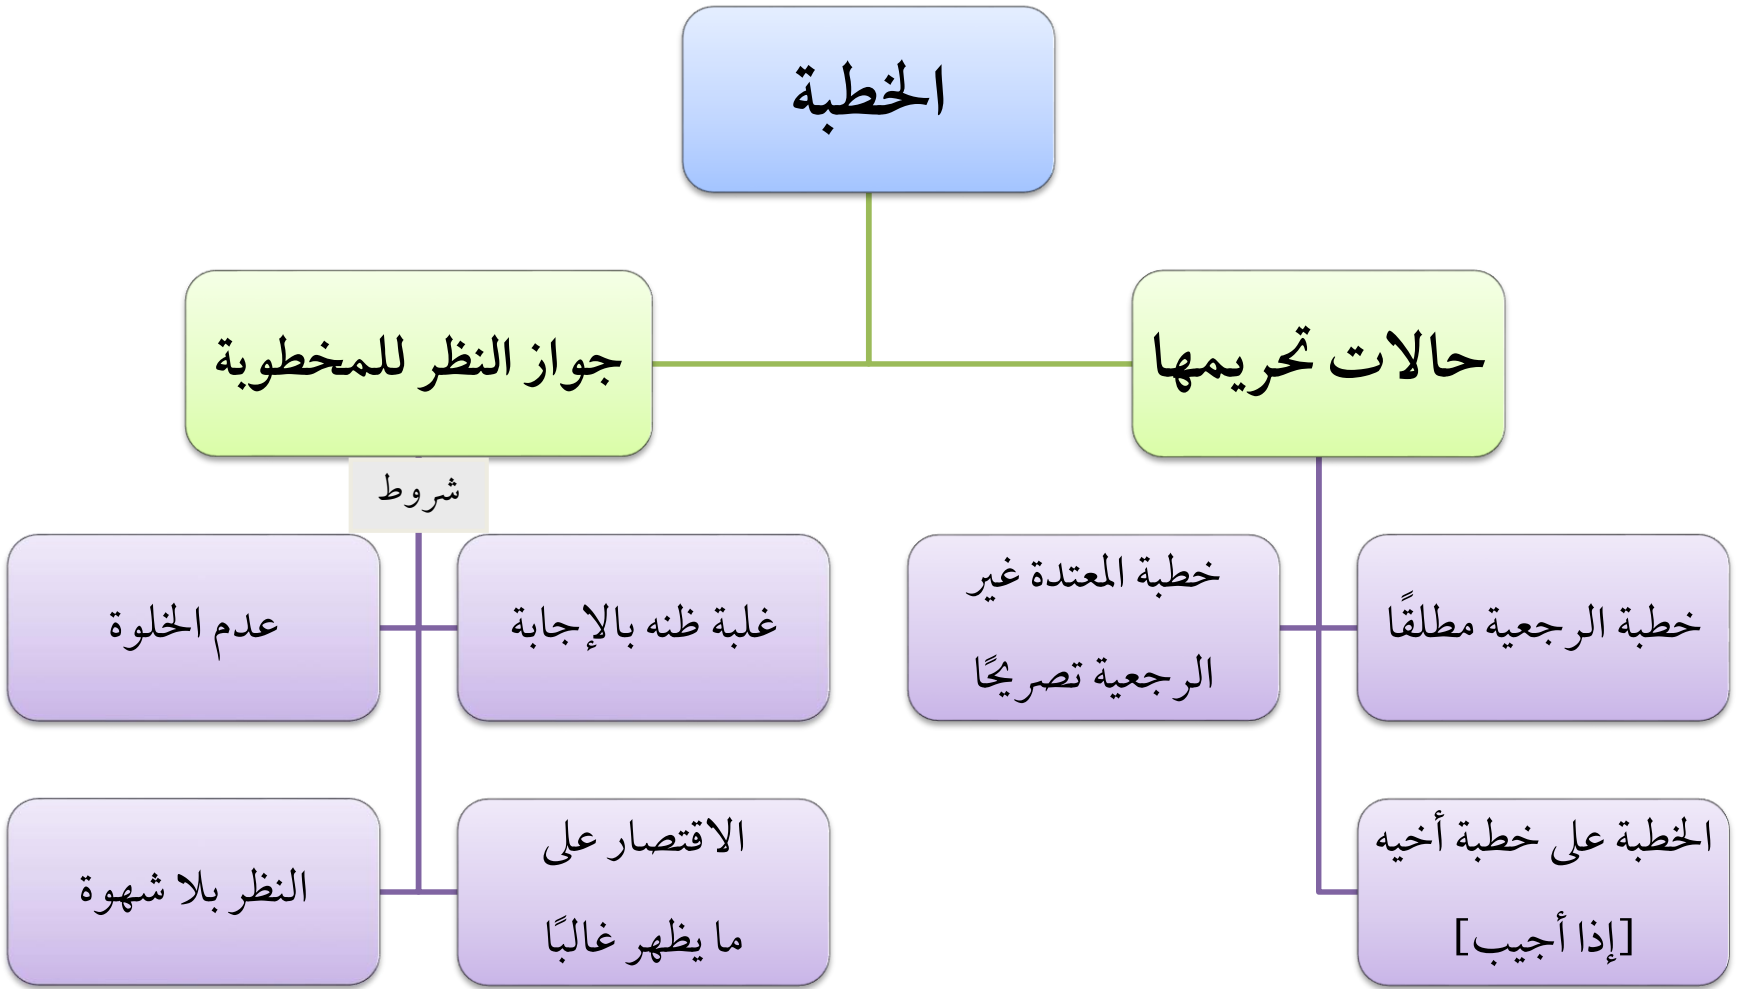 الخطبة
حالات تحريمها
جواز النظر للمخطوبة
شروط
خطبة الرجعية مطلقًا
خطبة المعتدة غير
الرجعية تصريحًا
الخطبة على خطبة أخيه
[إذا أجيب]
غلبة ظنه بالإجابة
عدم الخلوة
الاقتصار على
ما يظهر غالبًا
النظر بلا شهوة